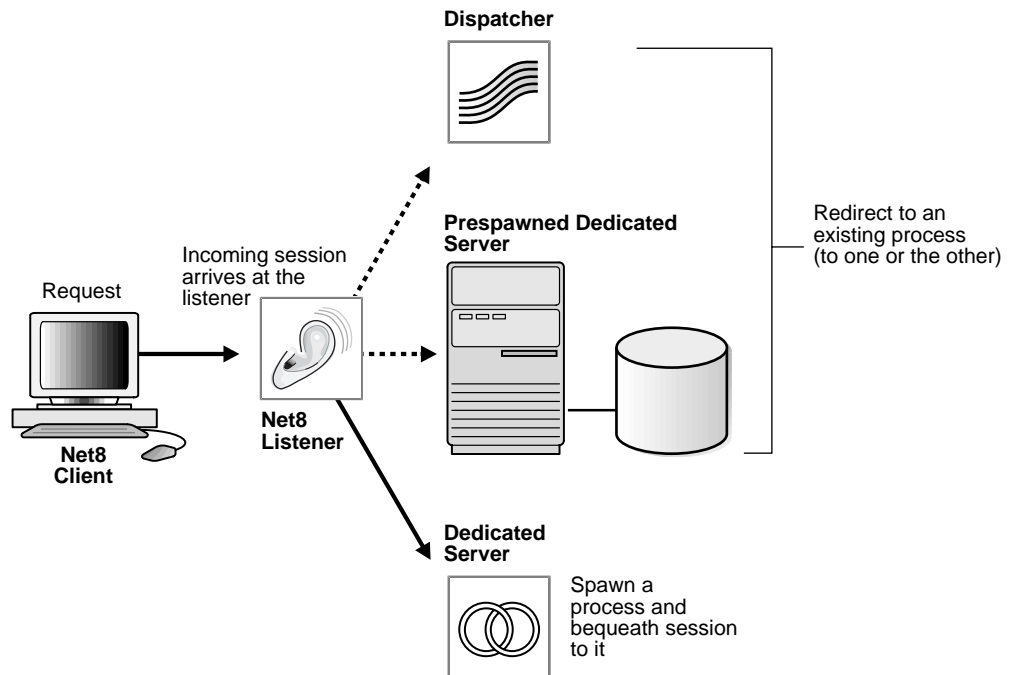 Dispatcher
Prespawned Dedicated
Server
Redirect to an
existing process
(to one or the other)
Incoming session
arrives at the
listener
Request
Net8
Listener
Net8
Client
Dedicated
Server
Spawn a
process and
bequeath session
to it